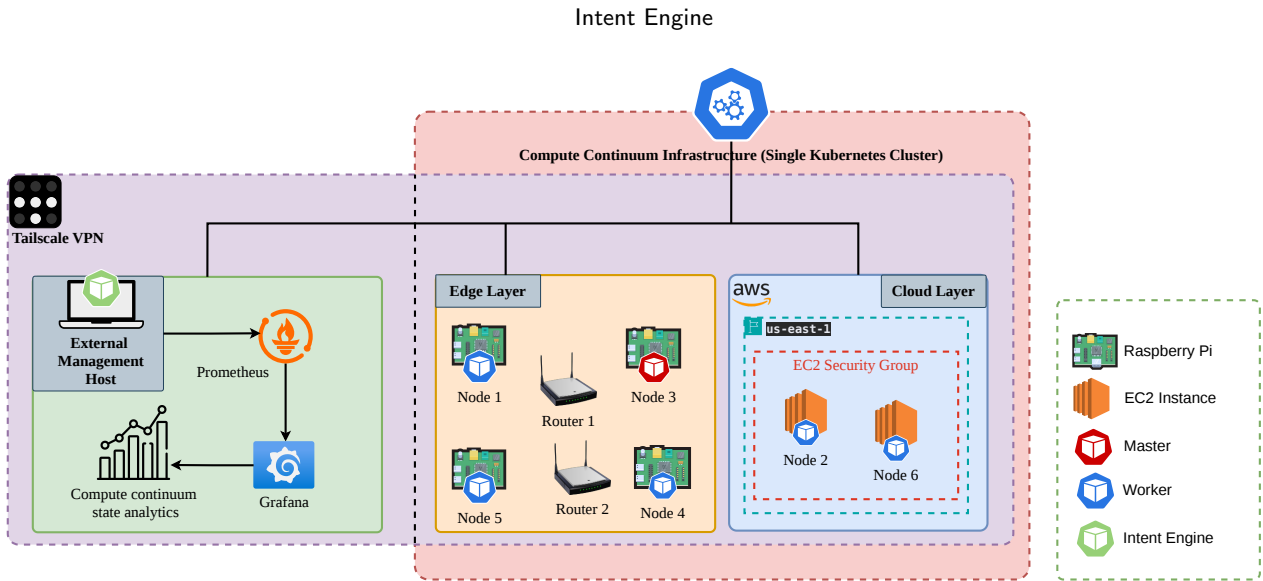 Intent Engine
Compute Continuum Infrastructure (Single Kubernetes Cluster)
Tailscale VPN
External
Management
Host
Prometheus
Compute continuum
state analytics
Grafana
Edge Layer
Node 1
Router 1
Node 3
Node 5
Router 2
Node 4
aws
Cloud Layer
us-east-1
EC2 Security Group
Node 2
Node 6
Raspberry Pi
EC2 Instance
Master
Worker
Intent Engine